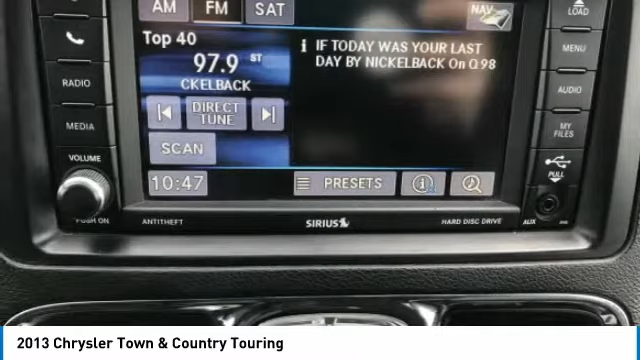 AM FM SAT
NAV
LOAD
Top 40
97.9 ST
CKELBACK
i IF TODAY WAS YOUR LAST
DAY BY NICKELBACK On Q98
MENU
RADIO
AUDIO
DIRECT
TUNE
MEDIA
MY
FILES
SCAN
VOLUME
PULL
10:47
PRESETS
PUSH ON
ANTITHEFT
SIRIUS
HARD DISC DRIVE
AUX
2013 Chrysler Town & Country Touring